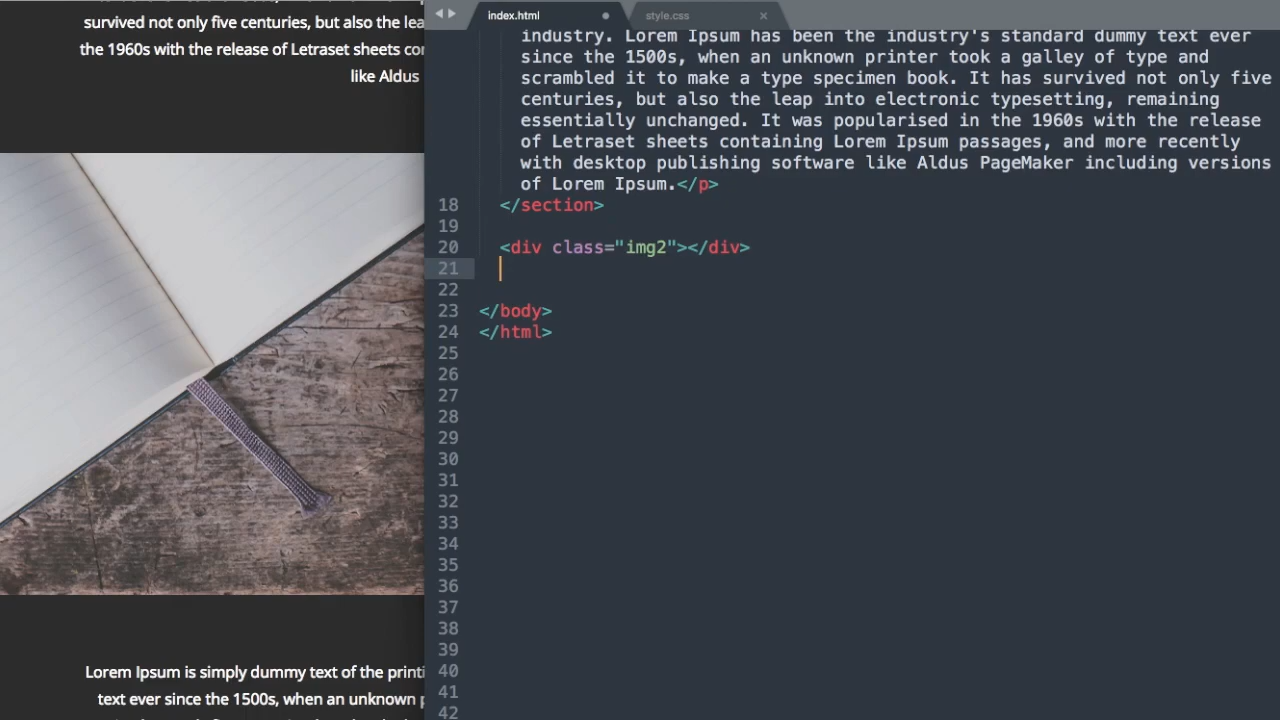 survived not only five centuries, but also the lea
the 1960s with the release of Letraset sheets co
like Aldus
Lorem Ipsum is simply dummy text of the printi
text ever since the 1500s, when an unknown
index.html
style.css
industry. Lorem Ipsum has been the industry's standard dummy text ever
since the 1500s, when an unknown printer took a galley of type and
scrambled it to make a type specimen book. It has survived not only five
centuries, but also the leap into electronic typesetting, remaining
essentially unchanged. It was popularised in the 1960s with the release
of Letraset sheets containing Lorem Ipsum passages, and more recently
with desktop publishing software like Aldus PageMaker including versions
of Lorem Ipsum.</p>
18 </section>
19
20 <div class="img2"></div>
21
22
23 </body>
24 </html>
25
26
27
28
29
30
31
32
33
34
35
36
37
38
39
40
41
42